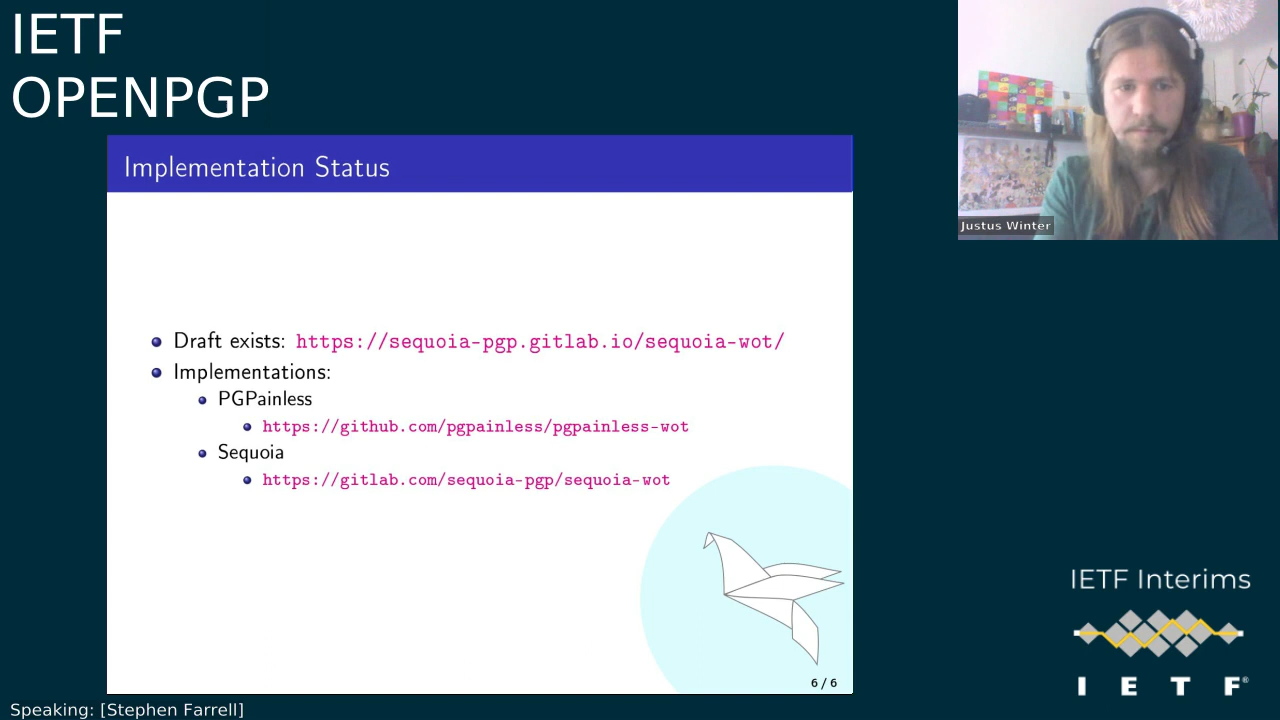 IETF
OPENPGP
Justus Winter
Implementation Status
Draft exists: https://sequoia-pgp.gitlab.io/sequoia-wot/
Implementations:
PGPainless
https://github.com/pgpainless/pgpainless-wot
Sequoia
https://gitlab.com/sequoia-pgp/sequoia-wot
6 / 6
IETF Interims
I E T F®
Speaking: [Stephen Farrell]